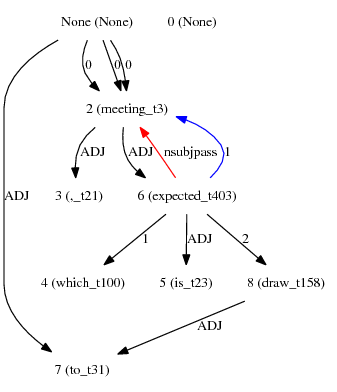 None (None) 0 (None)
0 0 0
2 (meeting_t3)
ADJ ADJ nsubjpass 1
ADJ 3 (,_t21) 6 (expected_t403)
1 ADJ 2
4 (which_t100) 5 (is_t23) 8 (draw_t158)
ADJ
7 (to_t31)